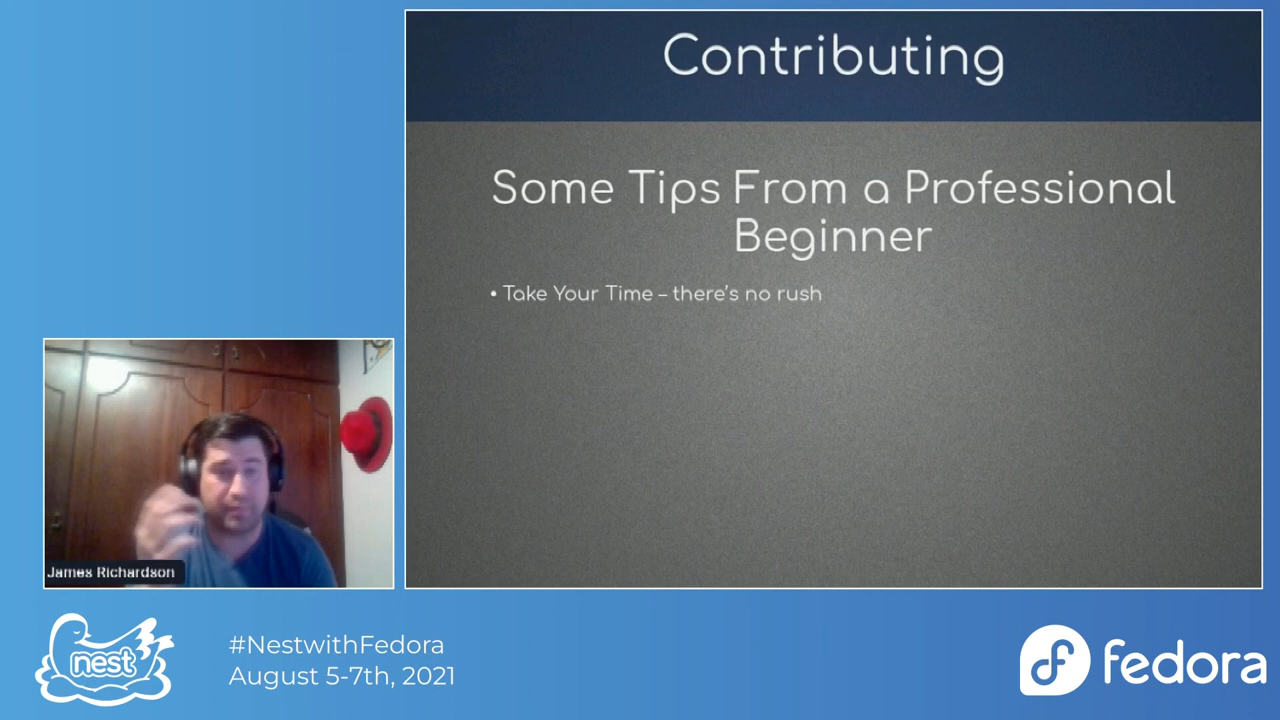 Contributing
Some Tips From a Professional
Beginner
• Take Your Time – there's no rush
James Richardson
nest
#NestwithFedora
August 5-7th, 2021
fedora